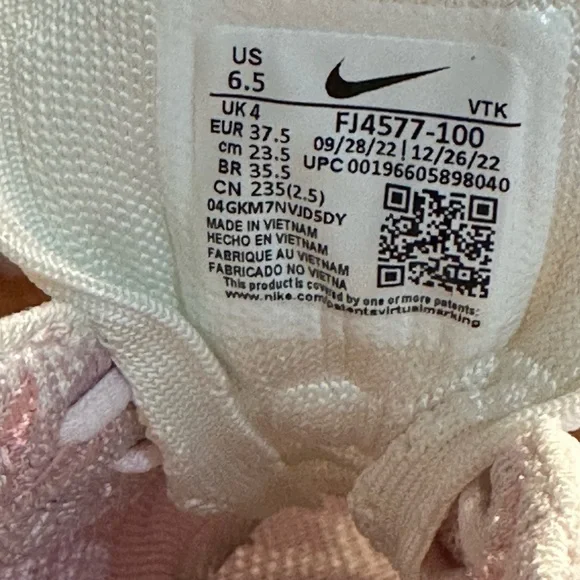 US
6.5
VTK
UK 4
FJ4577-100
EUR 37.5
09/28/22 | 12/26/22
cm 23.5
UPC 00196605898040
BR 35.5
CN 235(2.5)
04GKM7NVJD5DY
MADE IN VIETNAM
HECHO EN VIETNAM
FABRIQUE AU VIETNAM
FABRICADO NO VIETNA
This product is covered by one or more patents:
www.nike.com/patentsvirtualmarking